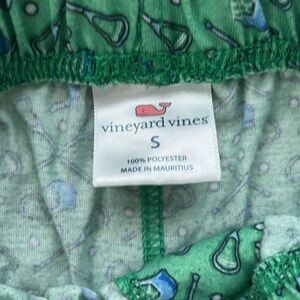 vineyard vines
S
100% POLYESTER
MADE IN MAURITIUS